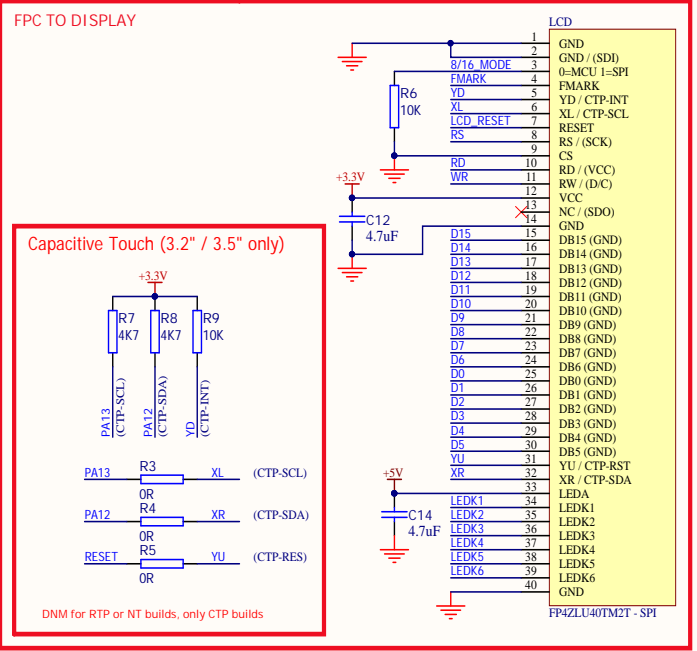 FPC TO DISPLAY
LCD
1 GND
2 GND / (SDI)
8/16_MODE 3 0=MCU 1=SPI
FMARK 4 FMARK
YD 5 YD / CTP-INT
XL 6 XL / CTP-SCL
LCD_RESET 7 RESET
RS 8 RS / (SCK)
9 CS
RD 10 RD / (VCC)
WR 11 RW / (D/C)
12 VCC
13 NC / (SDO)
14 GND
D15 15 DB15 (GND)
D14 16 DB14 (GND)
D13 17 DB13 (GND)
D12 18 DB12 (GND)
D11 19 DB11 (GND)
D10 20 DB10 (GND)
D9 21 DB9 (GND)
D8 22 DB8 (GND)
D7 23 DB7 (GND)
D6 24 DB6 (GND)
D0 25 DB0 (GND)
D1 26 DB1 (GND)
D2 27 DB2 (GND)
D3 28 DB3 (GND)
D4 29 DB4 (GND)
D5 30 DB5 (GND)
YU 31 YU / CTP-RST
XR 32 XR / CTP-SDA
33 LEDA
LEDK1 34 LEDK1
LEDK2 35 LEDK2
LEDK3 36 LEDK3
LEDK4 37 LEDK4
LEDK5 38 LEDK5
LEDK6 39 LEDK6
40 GND
FP4ZLU40TM2T - SPI
R6
10K
+3.3V
C12
4.7uF
+5V
C14
4.7uF
Capacitive Touch (3.2" / 3.5" only)
+3.3V
R7 R8 R9
4K7 4K7 10K
PA13
(CTP-SCL)
PA12
(CTP-SDA)
YD
(CTP-INT)
R3
PA13 XL (CTP-SCL)
0R
R4
PA12 XR (CTP-SDA)
0R
R5
RESET YU (CTP-RES)
0R
DNM for RTP or NT builds, only CTP builds